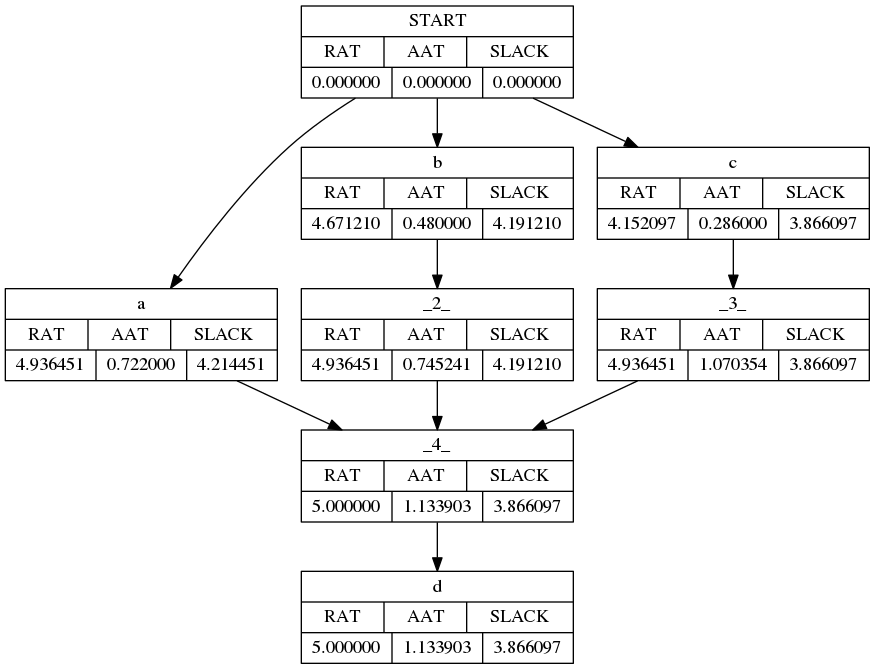 START
RAT AAT SLACK
0.000000 0.000000 0.000000
b
RAT AAT SLACK
4.671210 0.480000 4.191210
c
RAT AAT SLACK
4.152097 0.286000 3.866097
a
RAT AAT SLACK
4.936451 0.722000 4.214451
_2_
RAT AAT SLACK
4.936451 0.745241 4.191210
_3_
RAT AAT SLACK
4.936451 1.070354 3.866097
_4_
RAT AAT SLACK
5.000000 1.133903 3.866097
d
RAT AAT SLACK
5.000000 1.133903 3.866097